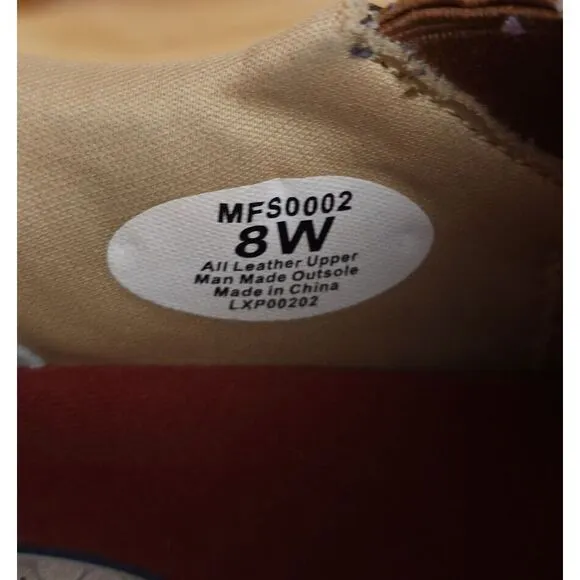 MFS0002
8W
All Leather Upper
Man Made Outsole
Made in China
LXP00202